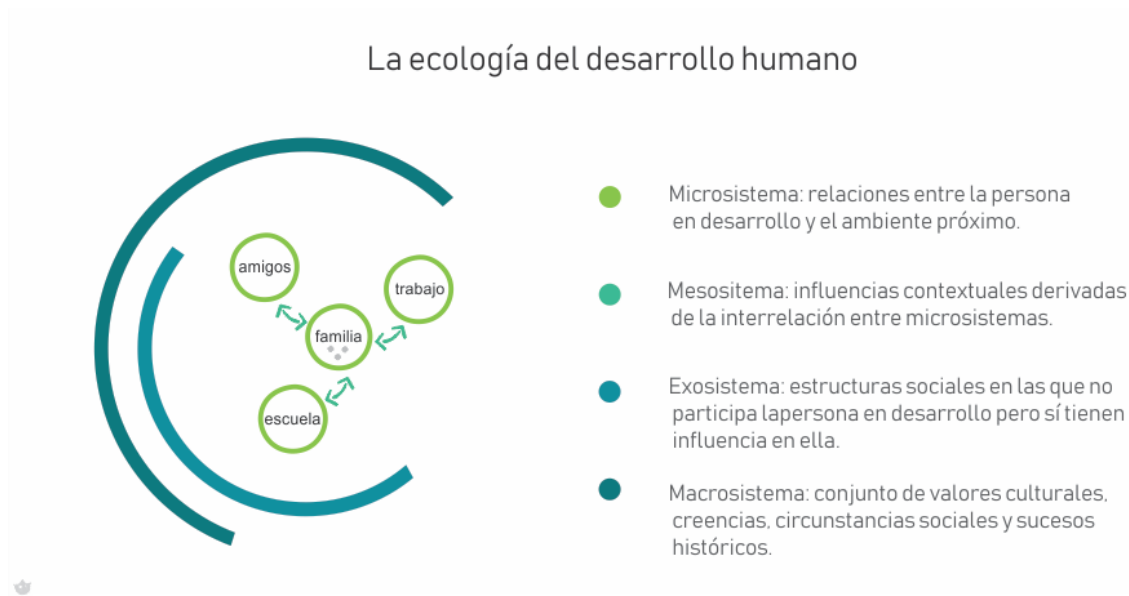 La ecología del desarrollo humano
amigos
trabajo
familia
escuela
Microsistema: relaciones entre la persona
en desarrollo y el ambiente próximo.
Mesositema: influencias contextuales derivadas
de la interrelación entre microsistemas.
Exosistema: estructuras sociales en las que no
participa lapersona en desarrollo pero sí tienen
influencia en ella.
Macrosistema: conjunto de valores culturales,
creencias, circunstancias sociales y sucesos
históricos.